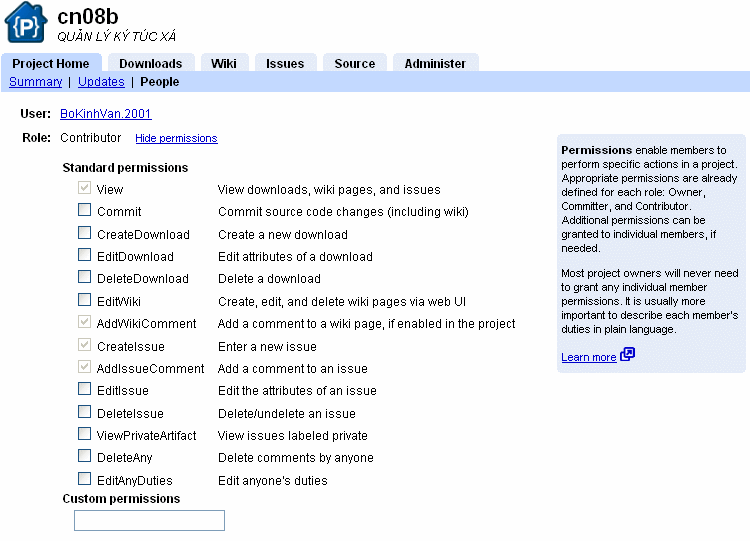 cn08b
QUẢN LÝ KÝ TÚC XÁ
Project Home Downloads Wiki Issues Source Administer
Summary | Updates | People
User: BoKinhVan.2001
Role: Contributor Hide permissions
Standard permissions
View View downloads, wiki pages, and issues
Commit Commit source code changes (including wiki)
CreateDownload Create a new download
EditDownload Edit attributes of a download
DeleteDownload Delete a download
EditWiki Create, edit, and delete wiki pages via web UI
AddWikiComment Add a comment to a wiki page, if enabled in the project
CreateIssue Enter a new issue
AddIssueComment Add a comment to an issue
EditIssue Edit the attributes of an issue
DeleteIssue Delete/undelete an issue
ViewPrivateArtifact View issues labeled private
DeleteAny Delete comments by anyone
EditAnyDuties Edit anyone's duties
Custom permissions
Permissions enable members to
perform specific actions in a project.
Appropriate permissions are already
defined for each role: Owner,
Committer, and Contributor.
Additional permissions can be
granted to individual members, if
needed.
Most project owners will never need
to grant any individual member
permissions. It is usually more
important to describe each member's
duties in plain language.
Learn more